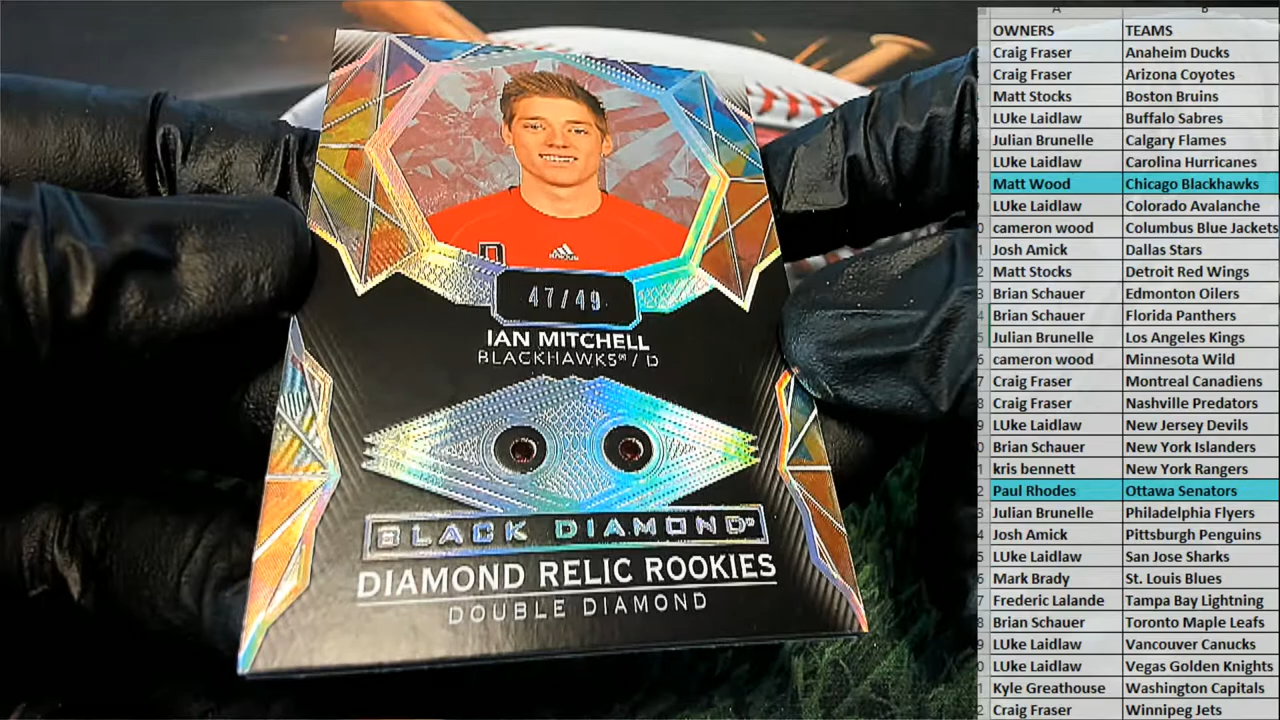 47/49
IAN MITCHELL
BLACKHAWKS / D
BLACK DIAMOND
DIAMOND RELIC ROOKIES
DOUBLE DIAMOND
A B
OWNERS TEAMS
Craig Fraser Anaheim Ducks
Craig Fraser Arizona Coyotes
Matt Stocks Boston Bruins
LUke Laidlaw Buffalo Sabres
Julian Brunelle Calgary Flames
LUke Laidlaw Carolina Hurricanes
Matt Wood Chicago Blackhawks
LUke Laidlaw Colorado Avalanche
cameron wood Columbus Blue Jackets
Josh Amick Dallas Stars
Matt Stocks Detroit Red Wings
Brian Schauer Edmonton Oilers
Brian Schauer Florida Panthers
Julian Brunelle Los Angeles Kings
cameron wood Minnesota Wild
Craig Fraser Montreal Canadiens
Craig Fraser Nashville Predators
LUke Laidlaw New Jersey Devils
Brian Schauer New York Islanders
kris bennett New York Rangers
Paul Rhodes Ottawa Senators
Julian Brunelle Philadelphia Flyers
Josh Amick Pittsburgh Penguins
LUke Laidlaw San Jose Sharks
Mark Brady St. Louis Blues
Frederic Lalande Tampa Bay Lightning
Brian Schauer Toronto Maple Leafs
LUke Laidlaw Vancouver Canucks
LUke Laidlaw Vegas Golden Knights
Kyle Greathouse Washington Capitals
Craig Fraser Winnipeg Jets